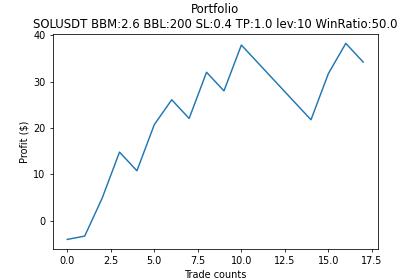 Portfolio
SOLUSDT BBM:2.6 BBL:200 SL:0.4 TP:1.0 lev:10 WinRatio:50.0
40
30
20
10
0
Profit ($)
0.0 2.5 5.0 7.5 10.0 12.5 15.0 17.5
Trade counts